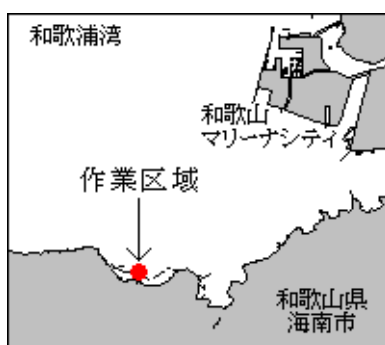 和歌浦湾
和歌山
マリーナシティ
作業区域
和歌山県
海南市